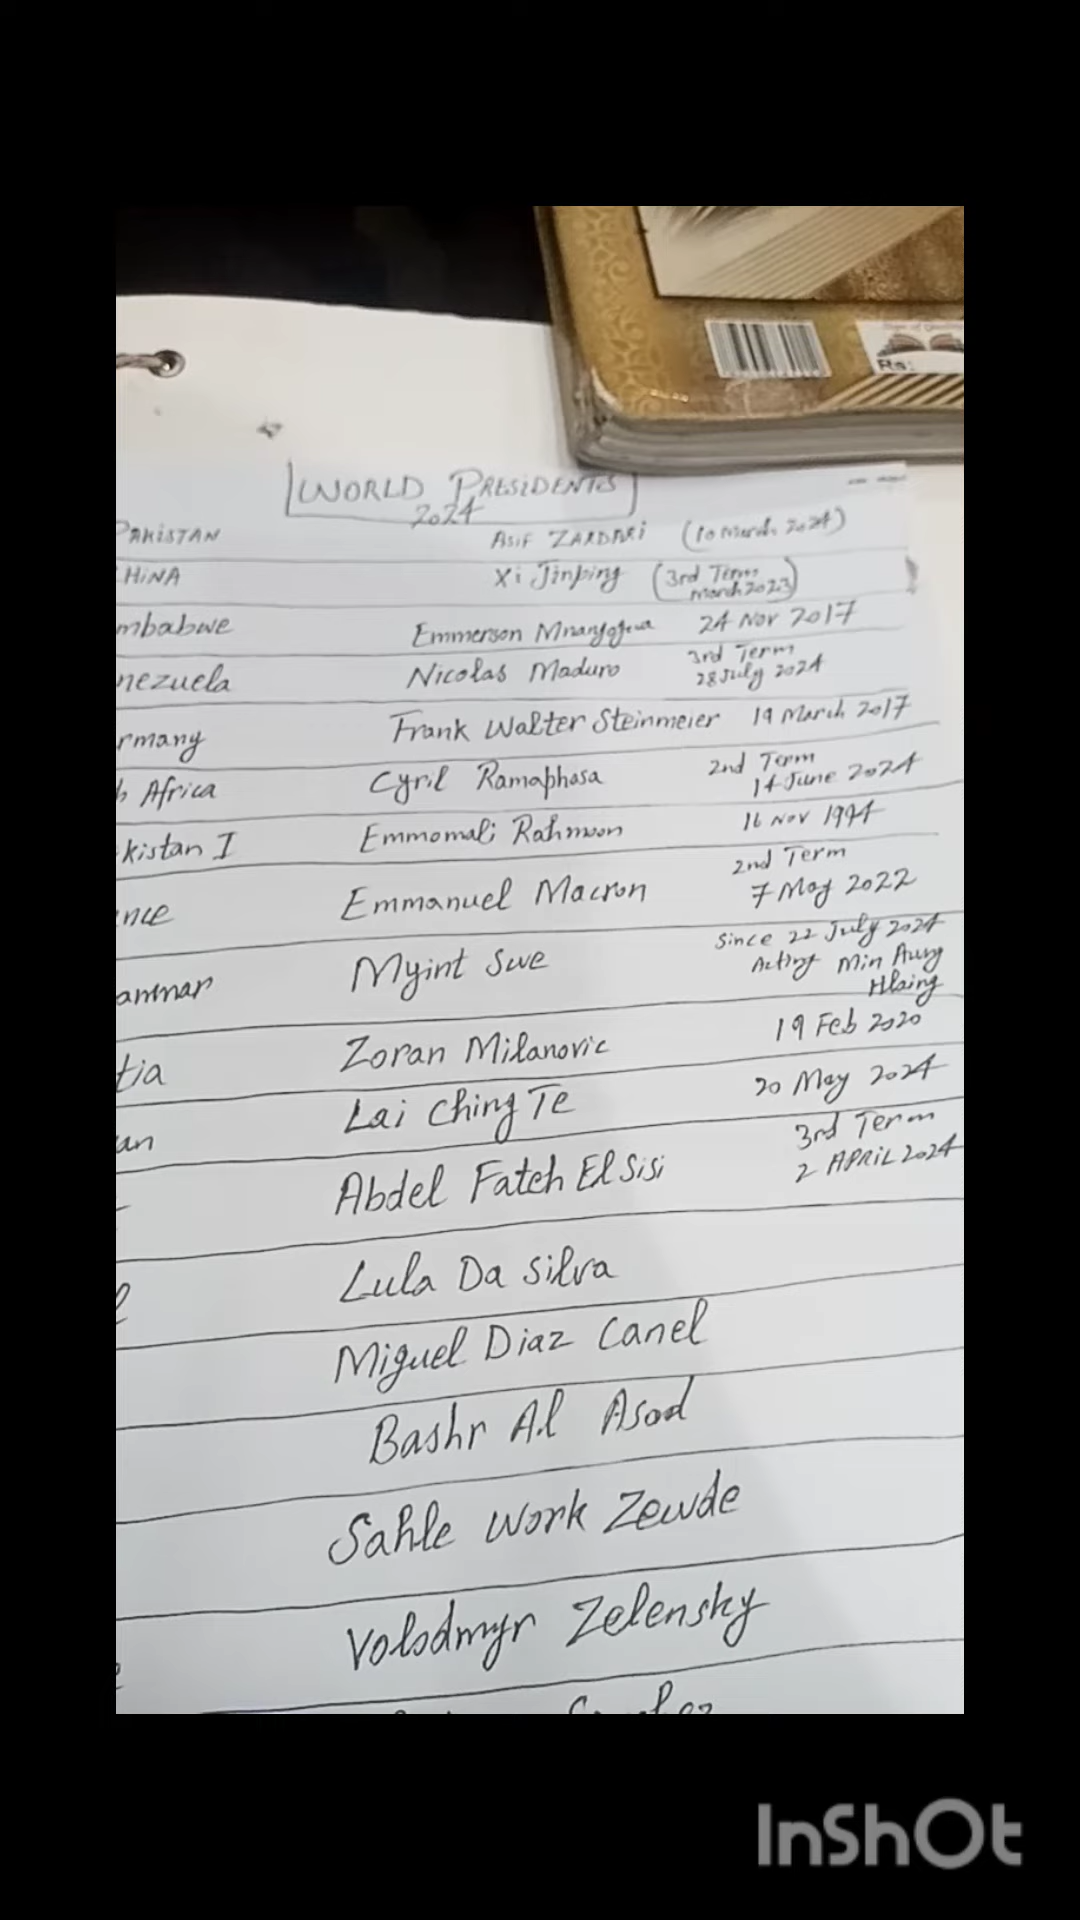 Rs:
WORLD PRESIDENTS
2024
PAKISTAN ASIF ZARDARI (10 March 2024)
HINA Xi Jinping (3rd Term March 2023)
mbabwe Emmerson Mnangagwa 24 Nov 2017
nezuela Nicolas Maduro 3rd Term 28 July 2024
rmany Frank Walter Steinmeier 19 March 2017
h Africa Cyril Ramaphosa 2nd Term 14 June 2024
kistan I Emmomali Rahmon 16 Nov 1994
nce Emmanuel Macron 2nd Term 7 May 2022
anmar Myint Swe Since 22 July 2024 Acting Min Aung Hlaing
tia Zoran Milanovic 19 Feb 2020
an Lai Ching Te 20 May 2024
Abdel Fateh El Sisi 3rd Term 2 APRIL 2024
l Lula Da Silva
Miguel Diaz Canel
Bashr Al Asad
Sahle Work Zewde
Volodmyr Zelensky
InShOt